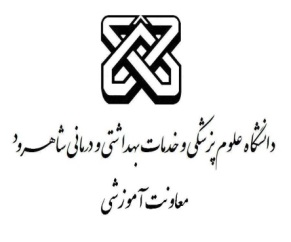 دانشگاه علوم پزشکی و خدمات بهداشتی و درمانی شاهرود
معاونت آموزشی